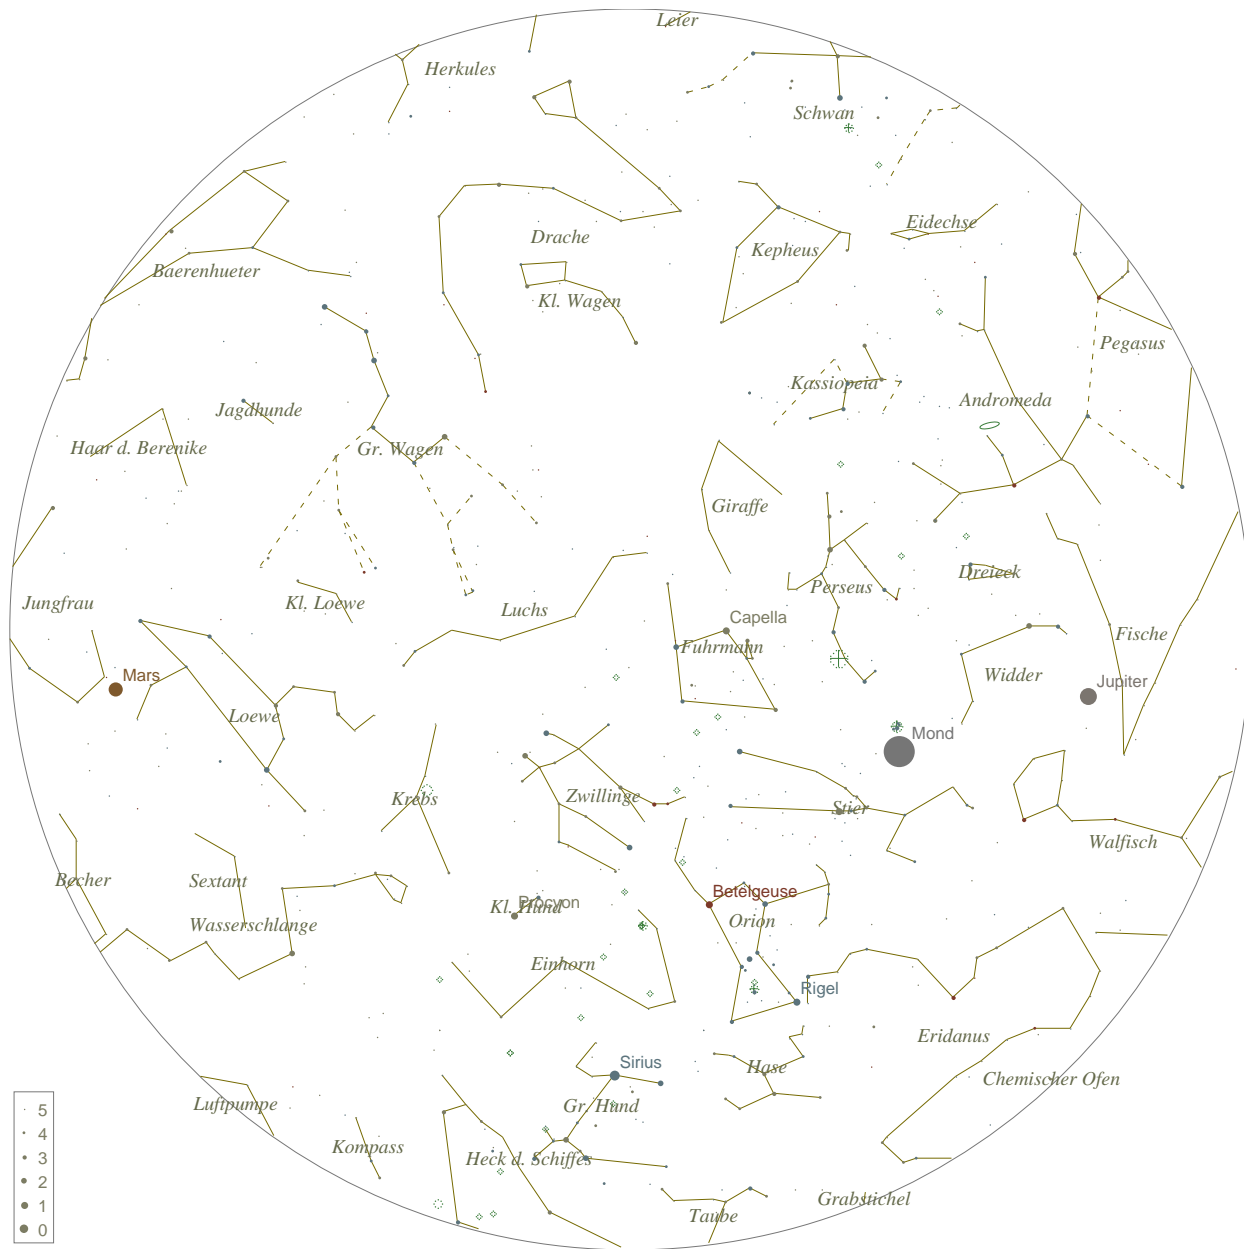 Leier
Herkules
Schwan
Eidechse
Drache
Kepheus
Baerenhueter
Kl. Wagen
Pegasus
Kassiopeia
Andromeda
Jagdhunde
Haar d. Berenike
Gr. Wagen
Giraffe
Dreieck
Perseus
Jungfrau
Kl. Loewe
Luchs
Capella
Fuhrmann
Fische
Widder
Mars
Jupiter
Loewe
Mond
Krebs
Zwillinge
Stier
Walfisch
Becher
Sextant
Betelgeuse
Procyon
Kl. Hund
Orion
Wasserschlange
Einhorn
Rigel
Eridanus
Sirius
Hase
Chemischer Ofen
Luftpumpe
Gr. Hund
Kompass
Heck d. Schiffes
Grabstichel
Taube
5
4
3
2
1
0